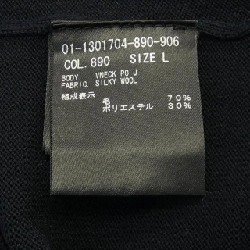 01-1301704-890-906
COL. 890 SIZE L
BODY VNECK PO J
FABRIC SILKY WOOL
組成表示
毛 70%
ポリエステル 30%